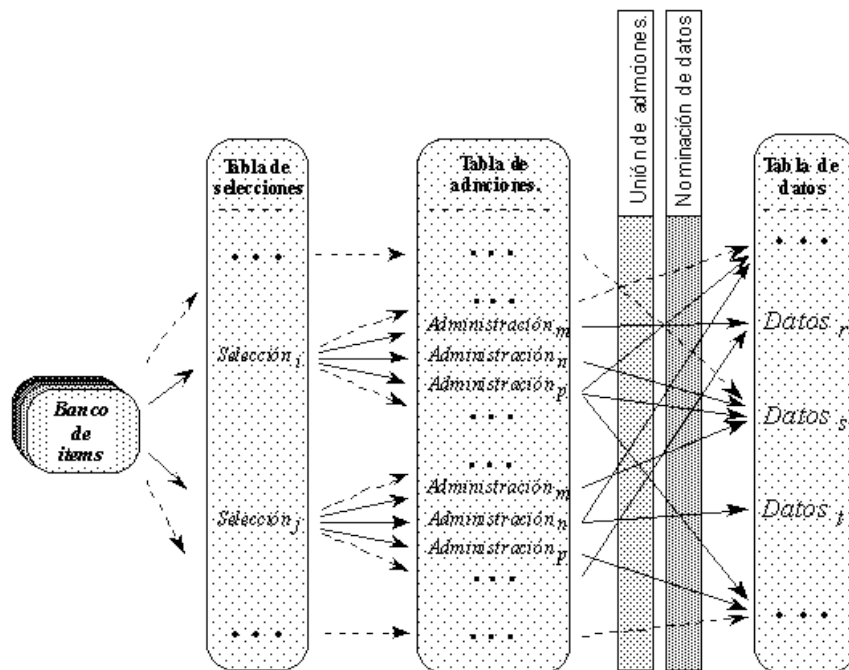 Banco
de
items
Tabla de
selecciones
. . .
Selección i
Selección j
. . .
Tabla de
admciones.
. . .
. . .
Administración m
Administración n
Administración p
. . .
. . .
Administración m
Administración n
Administración p
. . .
. . .
Unión de admciones.
Nominación de datos
Tabla de
datos
. . .
Datos r
Datos s
Datos t
. . .